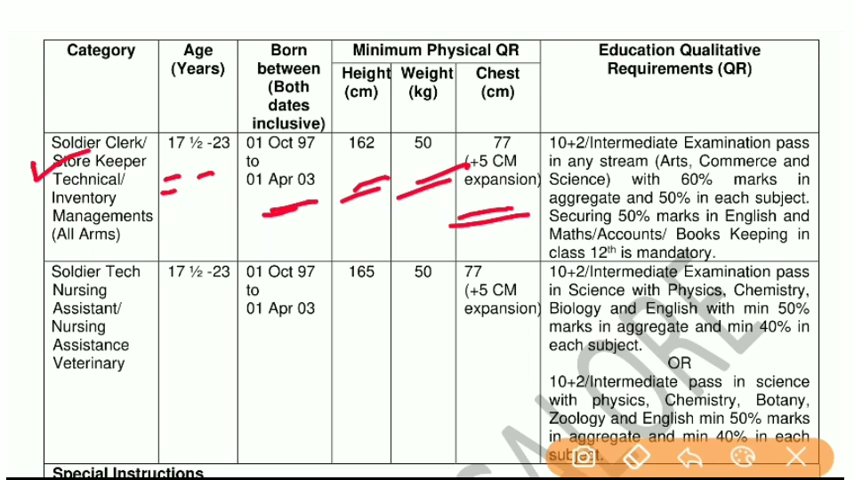 Category
Age
(Years)
Born
between
(Both
dates
inclusive)
Minimum Physical QR
Height
(cm)
Weight
(kg)
Chest
(cm)
Education Qualitative
Requirements (QR)
Soldier Clerk/
Store Keeper
Technical/
Inventory
Managements
(All Arms)
17 ½ -23
01 Oct 97
to
01 Apr 03
162
50
77
(+5 CM
expansion)
10+2/Intermediate Examination pass
in any stream (Arts, Commerce and
Science) with 60% marks in
aggregate and 50% in each subject.
Securing 50% marks in English and
Maths/Accounts/ Books Keeping in
class 12th is mandatory.
Soldier Tech
Nursing
Assistant/
Nursing
Assistance
Veterinary
17 ½ -23
01 Oct 97
to
01 Apr 03
165
50
77
(+5 CM
expansion)
10+2/Intermediate Examination pass
in Science with Physics, Chemistry,
Biology and English with min 50%
marks in aggregate and min 40% in
each subject.
OR
10+2/Intermediate pass in science
with physics, Chemistry, Botany,
Zoology and English min 50% marks
in aggregate and min 40% in each
subject.
Special Instructions